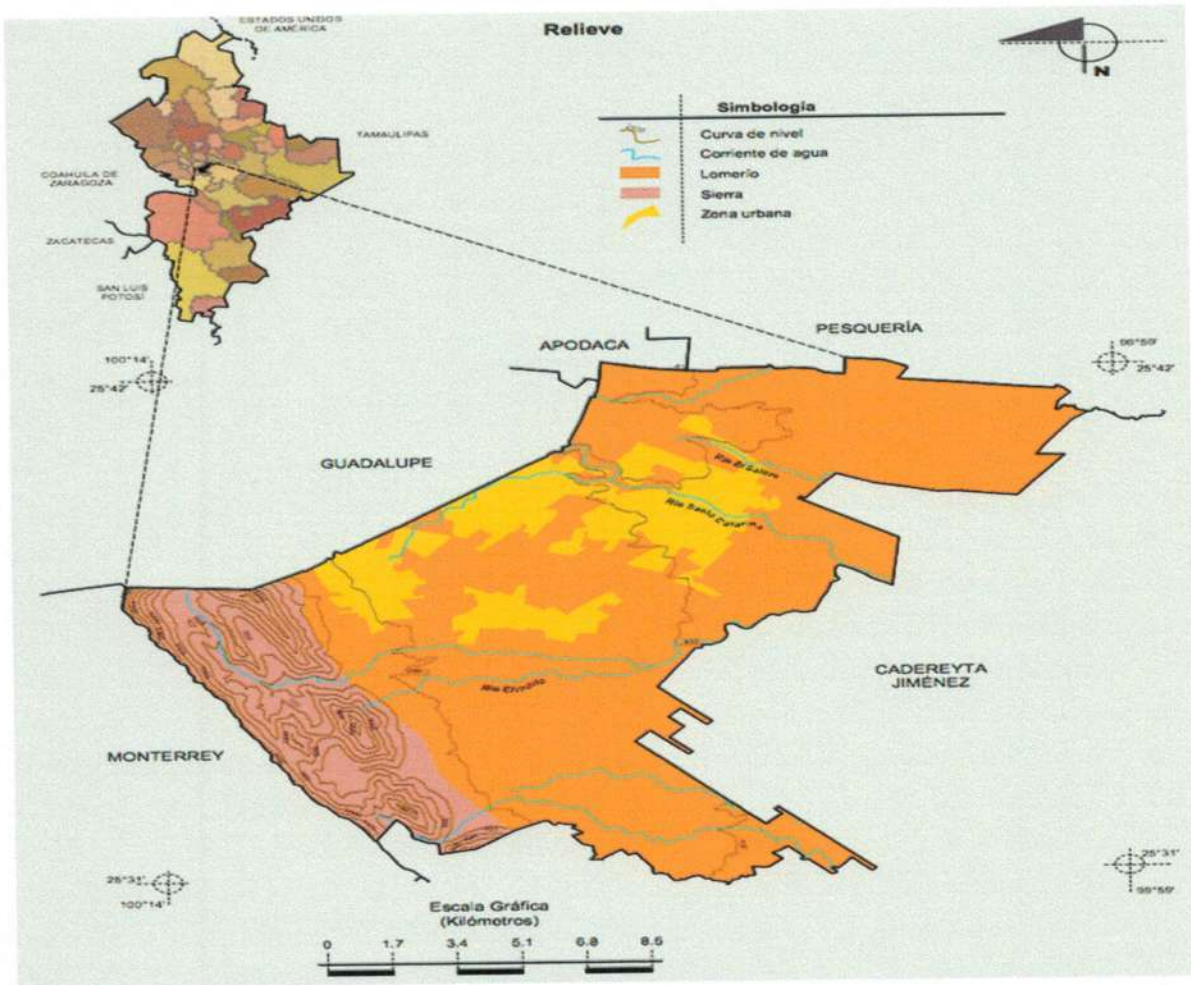 ESTADOS UNIDOS
DE AMÉRICA
Relieve
N
Simbología
Curva de nivel
Corriente de agua
Lomerío
Sierra
Zona urbana
TAMAULIPAS
COAHUILA DE
ZARAGOZA
ZACATECAS
SAN LUIS
POTOSÍ
PESQUERÍA
APODACA
100°14'
25°42'
99°59'
25°42'
GUADALUPE
Río Santa Catarina
CADEREYTA
JIMÉNEZ
MONTERREY
25°31'
100°14'
25°31'
99°59'
Escala Gráfica
(Kilómetros)
0 1.7 3.4 5.1 6.8 8.5